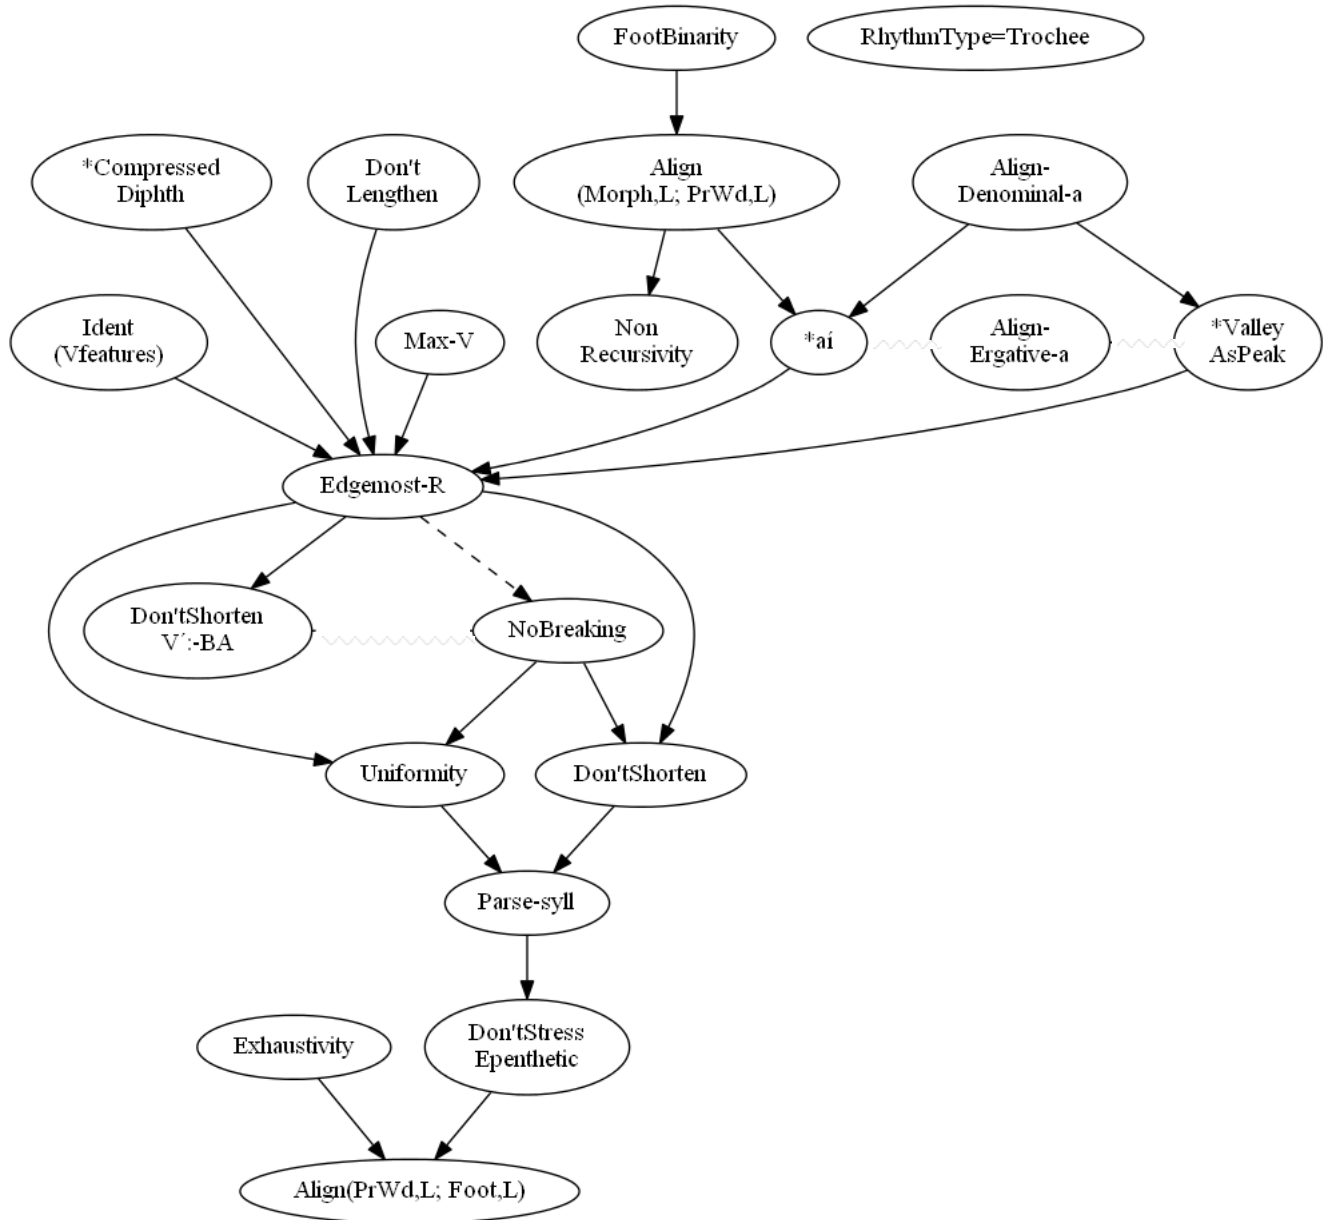 FootBinarity
RhythmType=Trochee
*Compressed
Diphth
Don't
Lengthen
Align
(Morph,L; PrWd,L)
Align-
Denominal-a
Ident
(Vfeatures)
Max-V
Non
Recursivity
*aí
Align-
Ergative-a
*Valley
AsPeak
Edgemost-R
Don'tShorten
V´:-BA
NoBreaking
Uniformity
Don'tShorten
Parse-syll
Exhaustivity
Don'tStress
Epenthetic
Align(PrWd,L; Foot,L)